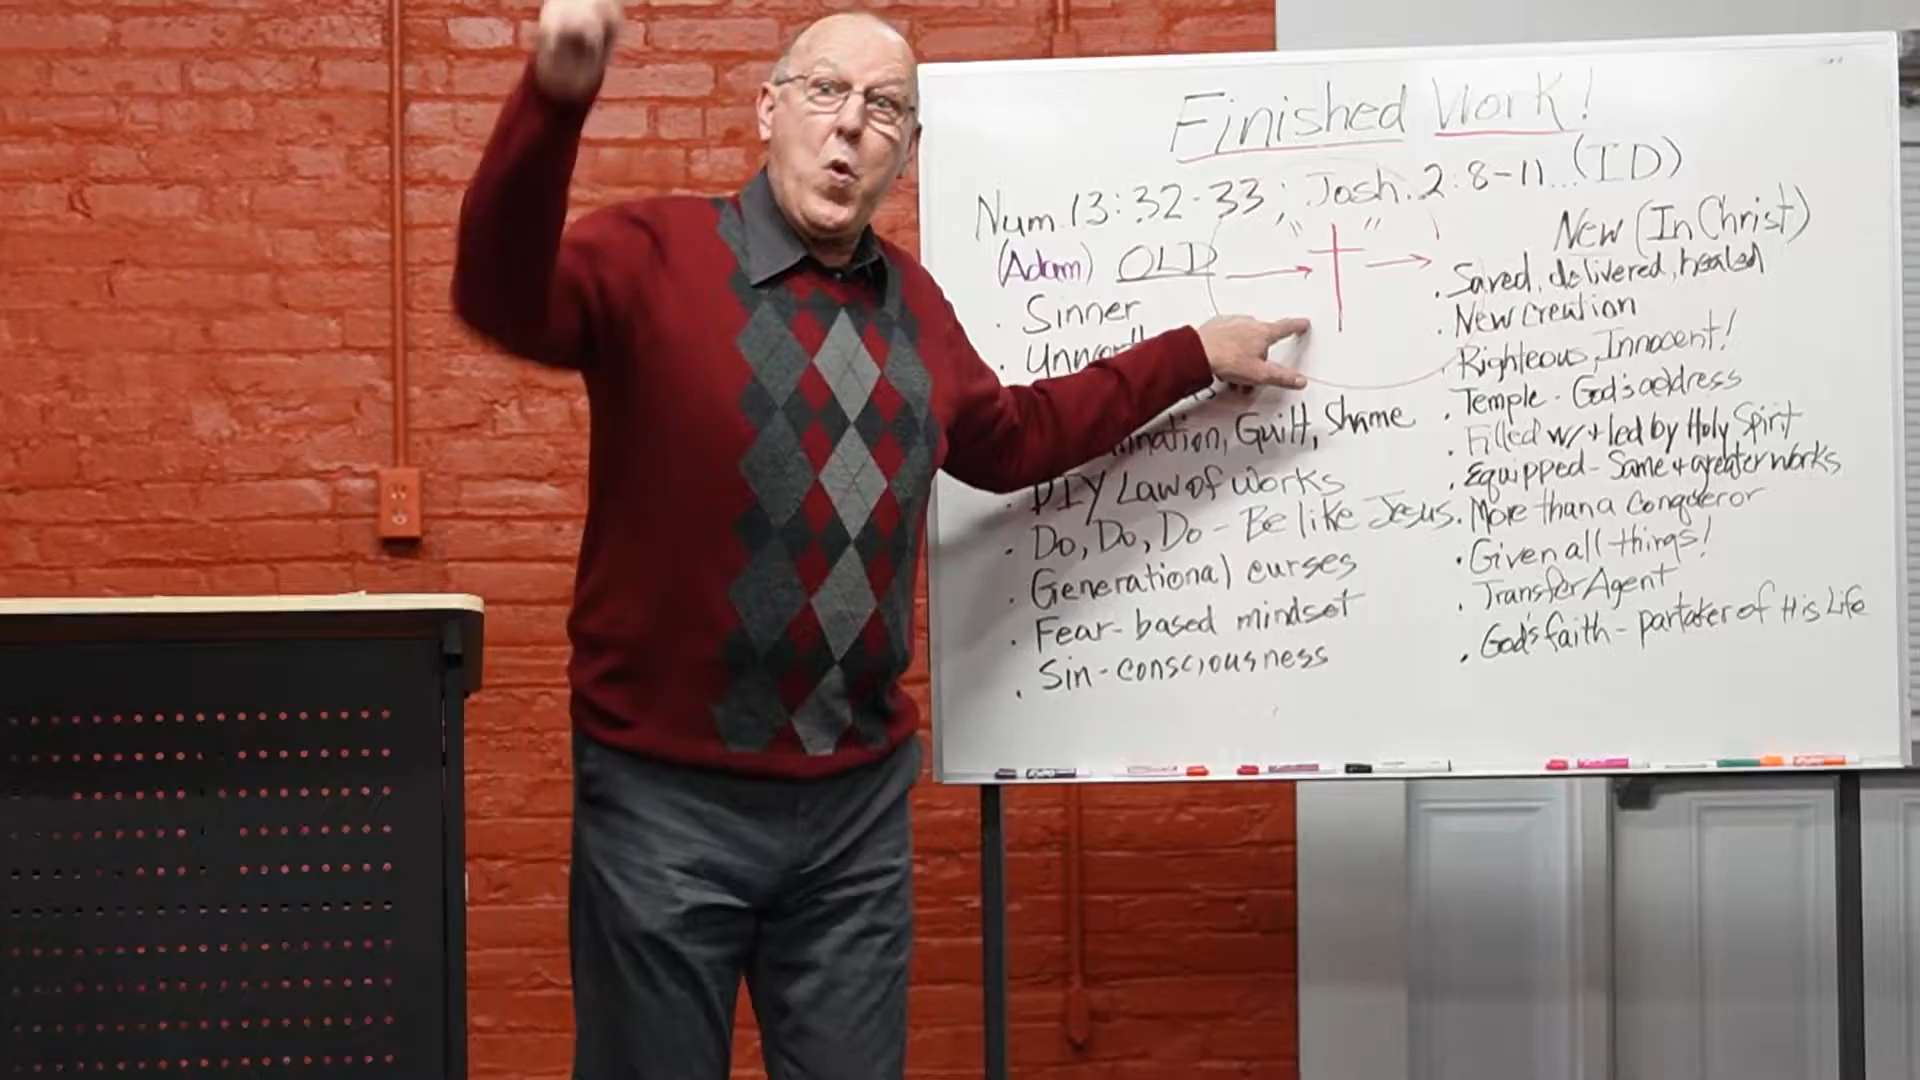 Finished Work!
Num 13:32-33; Josh. 2:8-11...(ID)
(Adam) OLD
• Sinner
•
Guilt, Shame
• DIY Law of Works
• Do, Do, Do - Be like Jesus
• Generational curses
• Fear-based mindset
• Sin-consciousness
New (In Christ)
• Saved, delivered, healed
• New creation
Righteous, Innocent!
• Temple - God's address
• Filled w/ + led by Holy Spirit
• Equipped - Same + greater works
• More than a conqueror
• Given all things!
• Transfer Agent
• God's faith - partaker of His Life